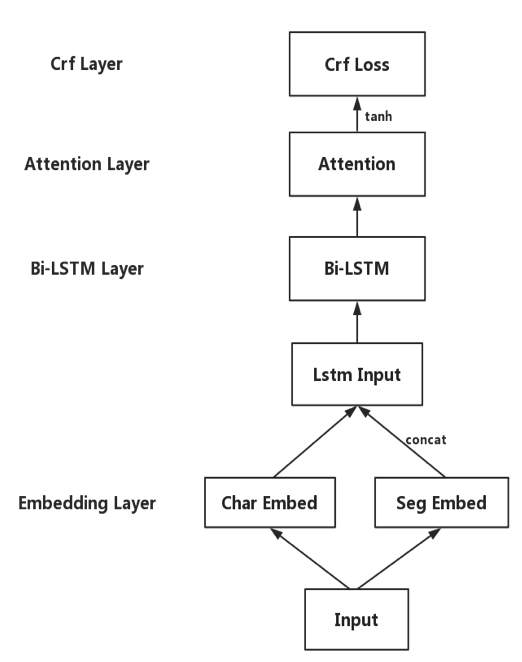 Crf Layer
Crf Loss
tanh
Attention Layer
Attention
Bi-LSTM Layer
Bi-LSTM
Lstm Input
concat
Embedding Layer
Char Embed
Seg Embed
Input